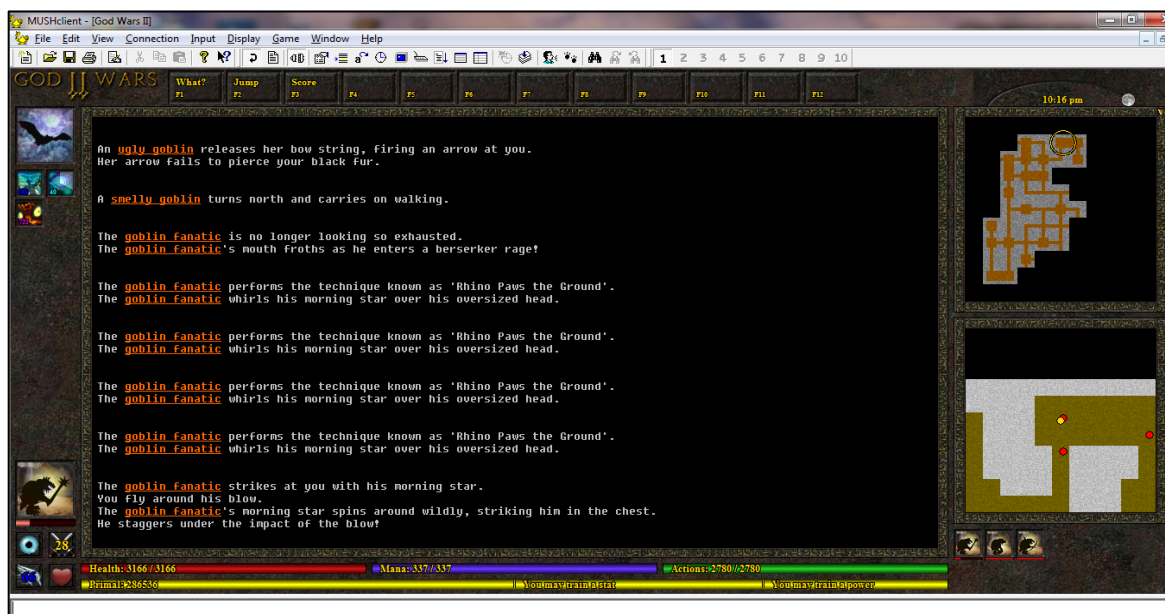 MUSHclient - [God Wars II]
File Edit View Connection Input Display Game Window Help
1 2 3 4 5 6 7 8 9 10
GOD II WARS
What? Jump Score
F1 F2 F3 F4 F5 F6 F7 F8 F9 F10 F11 F12
10:16 pm
An ugly goblin releases her bow string, firing an arrow at you.
Her arrow fails to pierce your black fur.
A smelly goblin turns north and carries on walking.
The goblin fanatic is no longer looking so exhausted.
The goblin fanatic's mouth froths as he enters a berserker rage!
The goblin fanatic performs the technique known as 'Rhino Paws the Ground'.
The goblin fanatic whirls his morning star over his oversized head.
The goblin fanatic performs the technique known as 'Rhino Paws the Ground'.
The goblin fanatic whirls his morning star over his oversized head.
The goblin fanatic performs the technique known as 'Rhino Paws the Ground'.
The goblin fanatic whirls his morning star over his oversized head.
The goblin fanatic performs the technique known as 'Rhino Paws the Ground'.
The goblin fanatic whirls his morning star over his oversized head.
The goblin fanatic strikes at you with his morning star.
You fly around his blow.
The goblin fanatic's morning star spins around wildly, striking him in the chest.
He staggers under the impact of the blow!
28
Health: 3166 / 3166 Mana: 337 / 337 Actions: 2780 / 2780
Primal: 286536 You may train a stat You may train a power